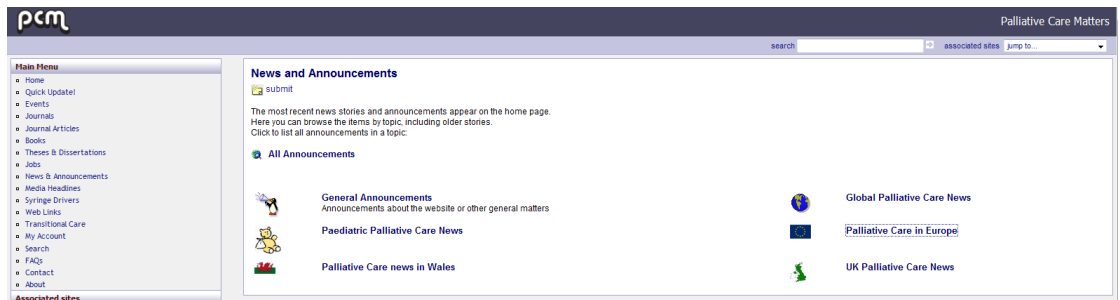 pcm
Palliative Care Matters
search
associated sites jump to...
Main Menu
Home
Quick Update!
Events
Journals
Journal Articles
Books
Theses & Dissertations
Jobs
News & Announcements
Media Headlines
Syringe Drivers
Web Links
Transitional Care
My Account
Search
FAQs
Contact
About
Associated sites
News and Announcements
submit
The most recent news stories and announcements appear on the home page.
Here you can browse the items by topic, including older stories.
Click to list all announcements in a topic:
All Announcements
General Announcements
Announcements about the website or other general matters
Global Palliative Care News
Paediatric Palliative Care News
Palliative Care in Europe
Palliative Care news in Wales
UK Palliative Care News